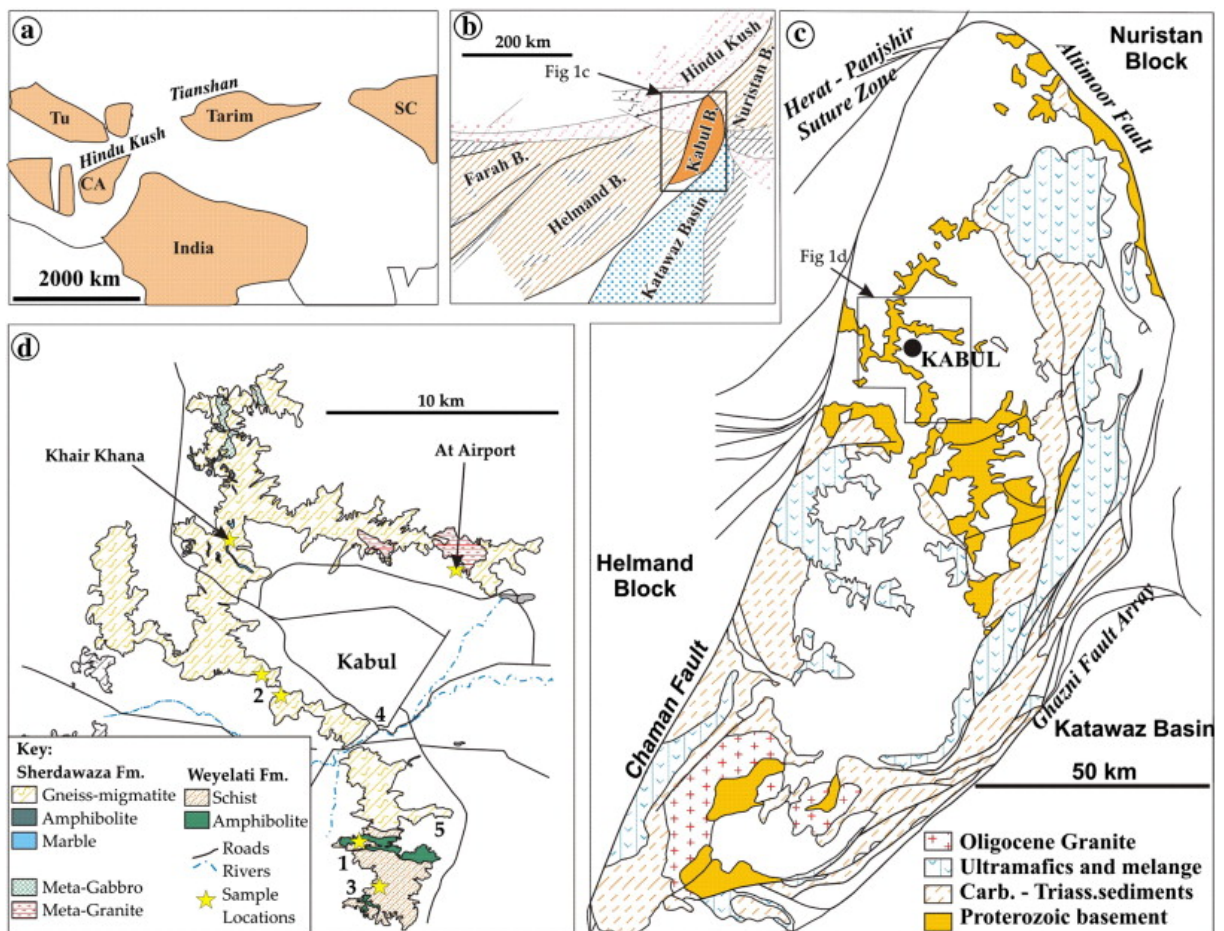 a
Tu
Tianshan
Tarim
SC
Hindu Kush
CA
India
2000 km
b
200 km
Fig 1c
Hindu Kush
Nuristan B.
Kabul B.
Farah B.
Helmand B.
Katawaz Basin
c
Nuristan
Block
Herat - Panjshir
Suture Zone
Altimoor Fault
Fig 1d
KABUL
Helmand
Block
Chaman Fault
Ghazni Fault Array
Katawaz Basin
50 km
Oligocene Granite
Ultramafics and melange
Carb. - Triass.sediments
Proterozoic basement
d
10 km
Khair Khana
At Airport
Kabul
2
4
5
1
3
Key:
Sherdawaza Fm.
Gneiss-migmatite
Amphibolite
Marble
Meta-Gabbro
Meta-Granite
Weyelati Fm.
Schist
Amphibolite
Roads
Rivers
Sample
Locations